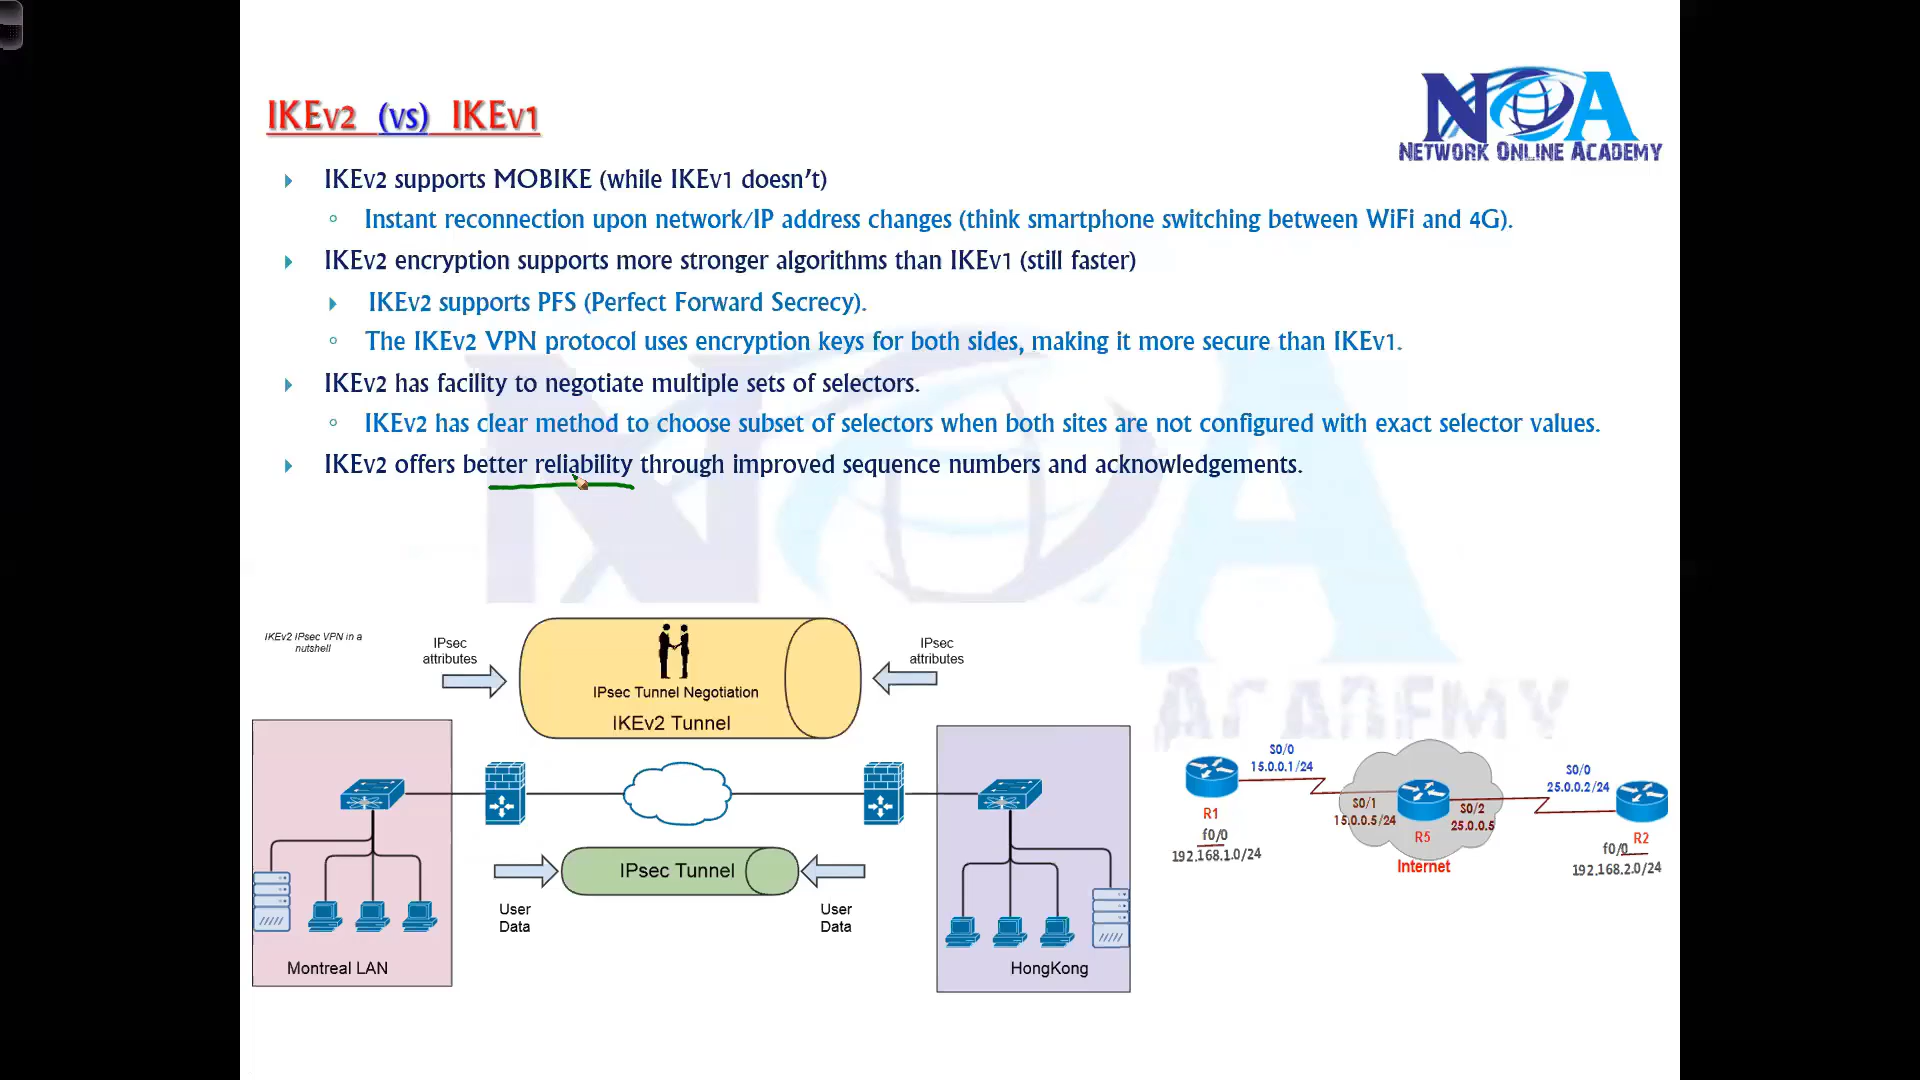 IKEv2 (vs) IKEv1
NOA
NETWORK ONLINE ACADEMY
IKEv2 supports MOBIKE (while IKEv1 doesn't)
Instant reconnection upon network/IP address changes (think smartphone switching between WiFi and 4G).
IKEv2 encryption supports more stronger algorithms than IKEv1 (still faster)
IKEv2 supports PFS (Perfect Forward Secrecy).
The IKEv2 VPN protocol uses encryption keys for both sides, making it more secure than IKEv1.
IKEv2 has facility to negotiate multiple sets of selectors.
IKEv2 has clear method to choose subset of selectors when both sites are not configured with exact selector values.
IKEv2 offers better reliability through improved sequence numbers and acknowledgements.
IKEv2 IPsec VPN in a
nutshell
IPsec
attributes
IPsec Tunnel Negotiation
IKEv2 Tunnel
IPsec
attributes
IPsec Tunnel
User
Data
User
Data
Montreal LAN
HongKong
ACADEMY
S0/0
15.0.0.1/24
R1
f0/0
192.168.1.0/24
S0/1
15.0.0.5/24
R5
S0/2
25.0.0.5
Internet
S0/0
25.0.0.2/24
R2
f0/0
192.168.2.0/24